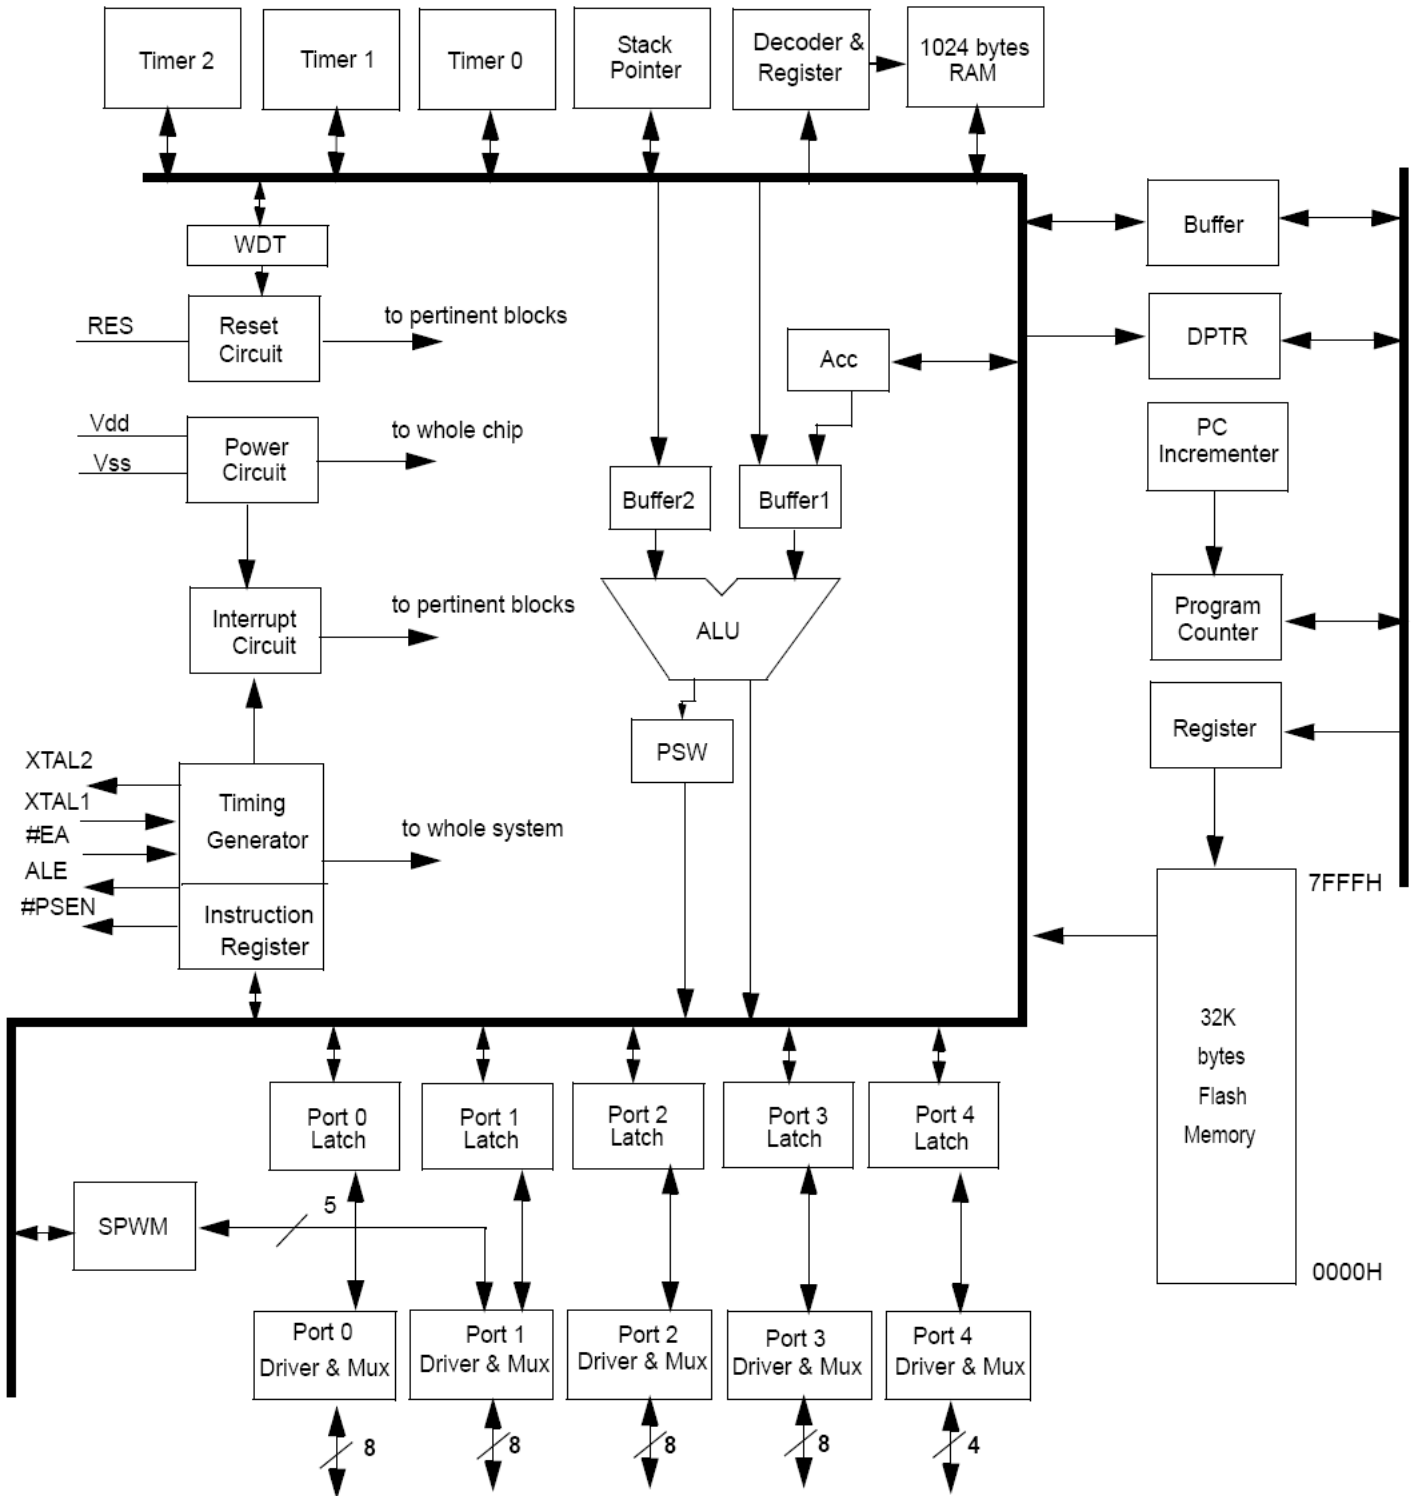 Timer 2
Timer 1
Timer 0
Stack
Pointer
Decoder &
Register
1024 bytes
RAM
WDT
Buffer
RES
Reset
Circuit
to pertinent blocks
DPTR
Acc
Vdd
Vss
Power
Circuit
to whole chip
PC
Incrementer
Buffer2
Buffer1
Interrupt
Circuit
to pertinent blocks
ALU
Program
Counter
PSW
Register
XTAL2
XTAL1
#EA
ALE
#PSEN
Timing
Generator
to whole system
Instruction
Register
7FFFH
32K
bytes
Flash
Memory
0000H
Port 0
Latch
Port 1
Latch
Port 2
Latch
Port 3
Latch
Port 4
Latch
SPWM
5
Port 0
Driver & Mux
Port 1
Driver & Mux
Port 2
Driver & Mux
Port 3
Driver & Mux
Port 4
Driver & Mux
8
8
8
8
4